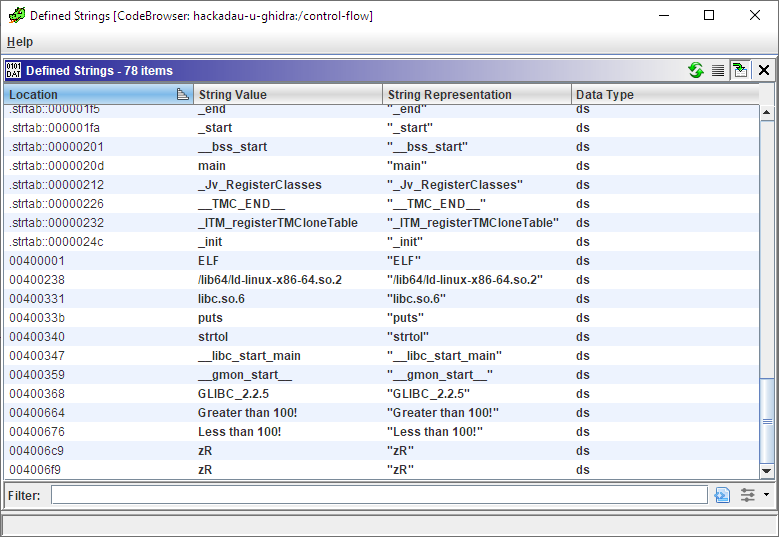 Defined Strings [CodeBrowser: hackadau-u-ghidra:/control-flow]
Help
0101 DAT Defined Strings - 78 items
Location String Value String Representation Data Type
.strtab::000001f5 _end "_end" ds
.strtab::000001fa _start "_start" ds
.strtab::00000201 __bss_start "__bss_start" ds
.strtab::0000020d main "main" ds
.strtab::00000212 _Jv_RegisterClasses "_Jv_RegisterClasses" ds
.strtab::00000226 __TMC_END__ "__TMC_END__" ds
.strtab::00000232 _ITM_registerTMCloneTable "_ITM_registerTMCloneTable" ds
.strtab::0000024c _init "_init" ds
00400001 ELF "ELF" ds
00400238 /lib64/ld-linux-x86-64.so.2 "/lib64/ld-linux-x86-64.so.2" ds
00400331 libc.so.6 "libc.so.6" ds
0040033b puts "puts" ds
00400340 strtol "strtol" ds
00400347 __libc_start_main "__libc_start_main" ds
00400359 __gmon_start__ "__gmon_start__" ds
00400368 GLIBC_2.2.5 "GLIBC_2.2.5" ds
00400664 Greater than 100! "Greater than 100!" ds
00400676 Less than 100! "Less than 100!" ds
004006c9 zR "zR" ds
004006f9 zR "zR" ds
Filter: